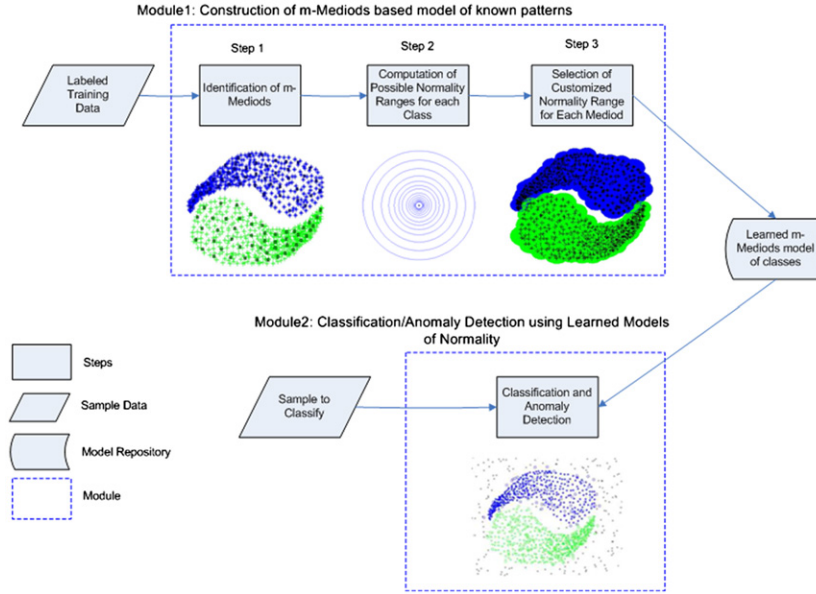 Module1: Construction of m-Mediods based model of known patterns
Step 1
Step 2
Step 3
Labeled
Training
Data
Identification of m-
Mediods
Computation of
Possible Normality
Ranges for each
Class
Selection of
Customized
Normality Range
for Each Mediod
Learned m-
Mediods model
of classes
Module2: Classification/Anomaly Detection using Learned Models
of Normality
Sample to
Classify
Classification and
Anomaly
Detection
Steps
Sample Data
Model Repository
Module